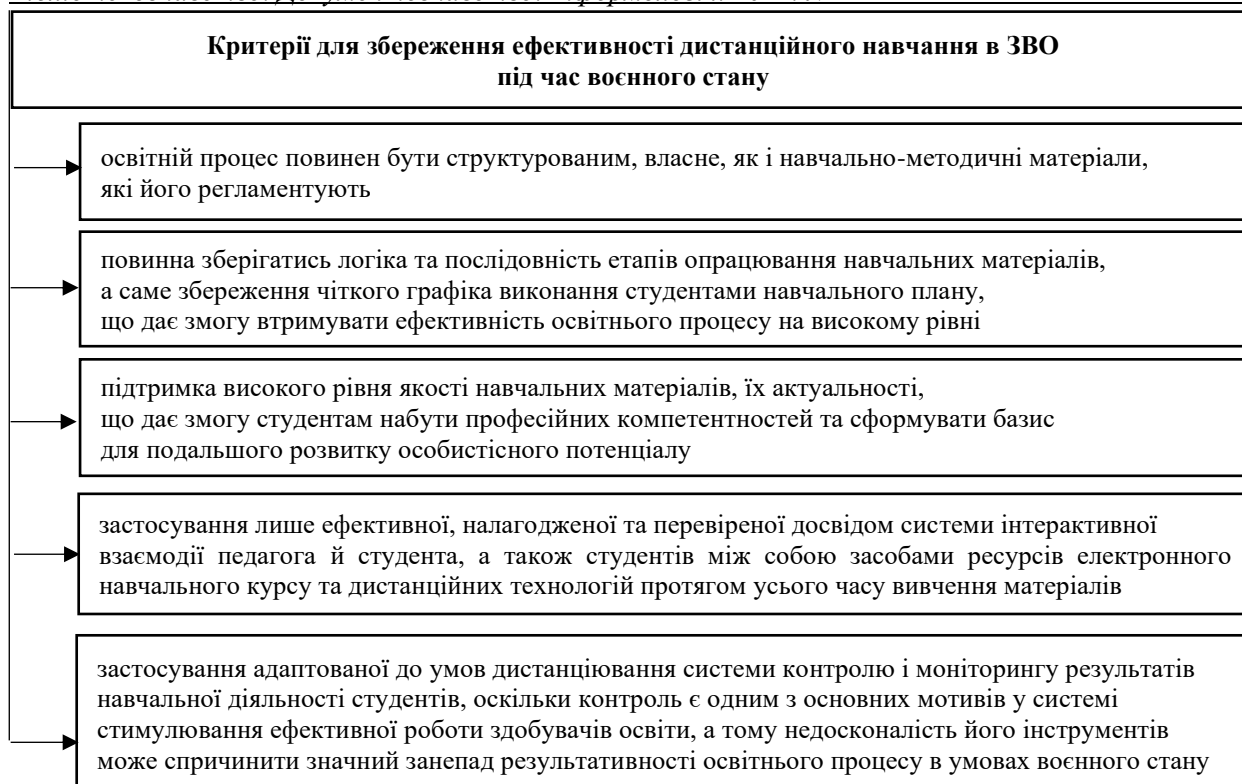 Критерії для збереження ефективності дистанційного навчання в ЗВО
під час воєнного стану
освітній процес повинен бути структурованим, власне, як і навчально-методичні матеріали,
які його регламентують
повинна зберігатись логіка та послідовність етапів опрацювання навчальних матеріалів,
а саме збереження чіткого графіка виконання студентами навчального плану,
що дає змогу втримувати ефективність освітнього процесу на високому рівні
підтримка високого рівня якості навчальних матеріалів, їх актуальності,
що дає змогу студентам набути професійних компетентностей та сформувати базис
для подальшого розвитку особистісного потенціалу
застосування лише ефективної, налагодженої та перевіреної досвідом системи інтерактивної
взаємодії педагога й студента, а також студентів між собою засобами ресурсів електронного
навчального курсу та дистанційних технологій протягом усього часу вивчення матеріалів
застосування адаптованої до умов дистанціювання системи контролю і моніторингу результатів
навчальної діяльності студентів, оскільки контроль є одним з основних мотивів у системі
стимулювання ефективної роботи здобувачів освіти, а тому недосконалість його інструментів
може спричинити значний занепад результативності освітнього процесу в умовах воєнного стану